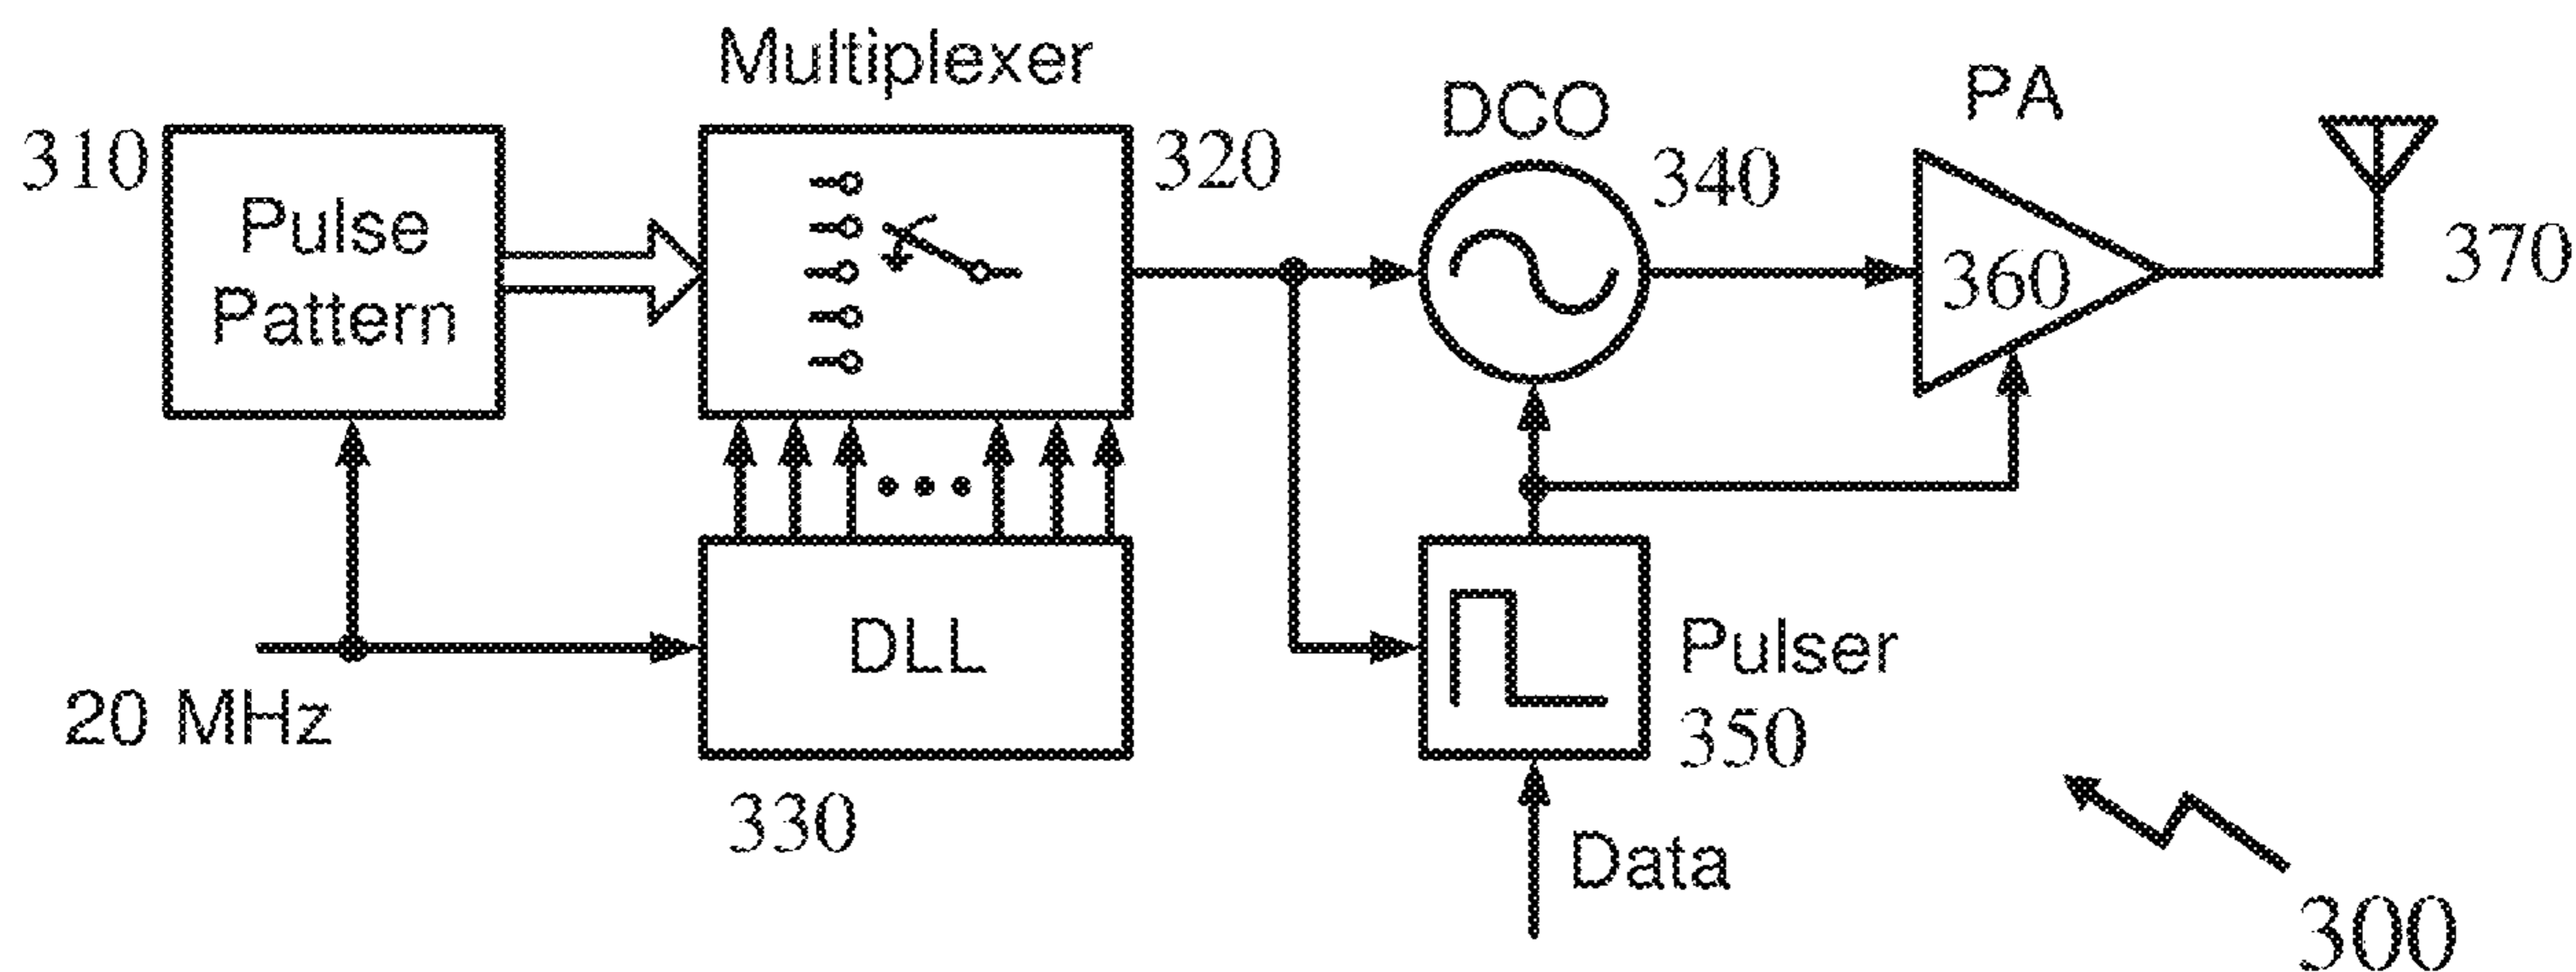 Multiplexer
DCO
PA
310
320
340
Pulse
Pattern
360
370
DLL
Pulser
20 MHz
350
330
Data
300